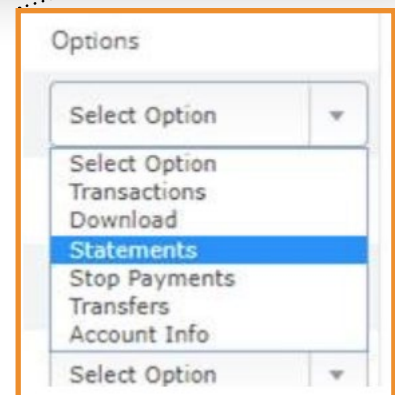 Options
Select Option
Select Option
Transactions
Download
Statements
Stop Payments
Transfers
Account Info
Select Option